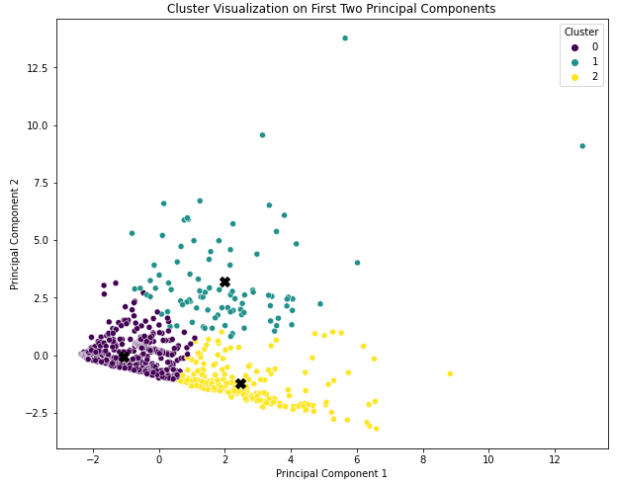 Cluster Visualization on First Two Principal Components
Cluster
0
1
2
12.5
10.0
7.5
5.0
2.5
0.0
−2.5
Principal Component 2
−2 0 2 4 6 8 10 12
Principal Component 1